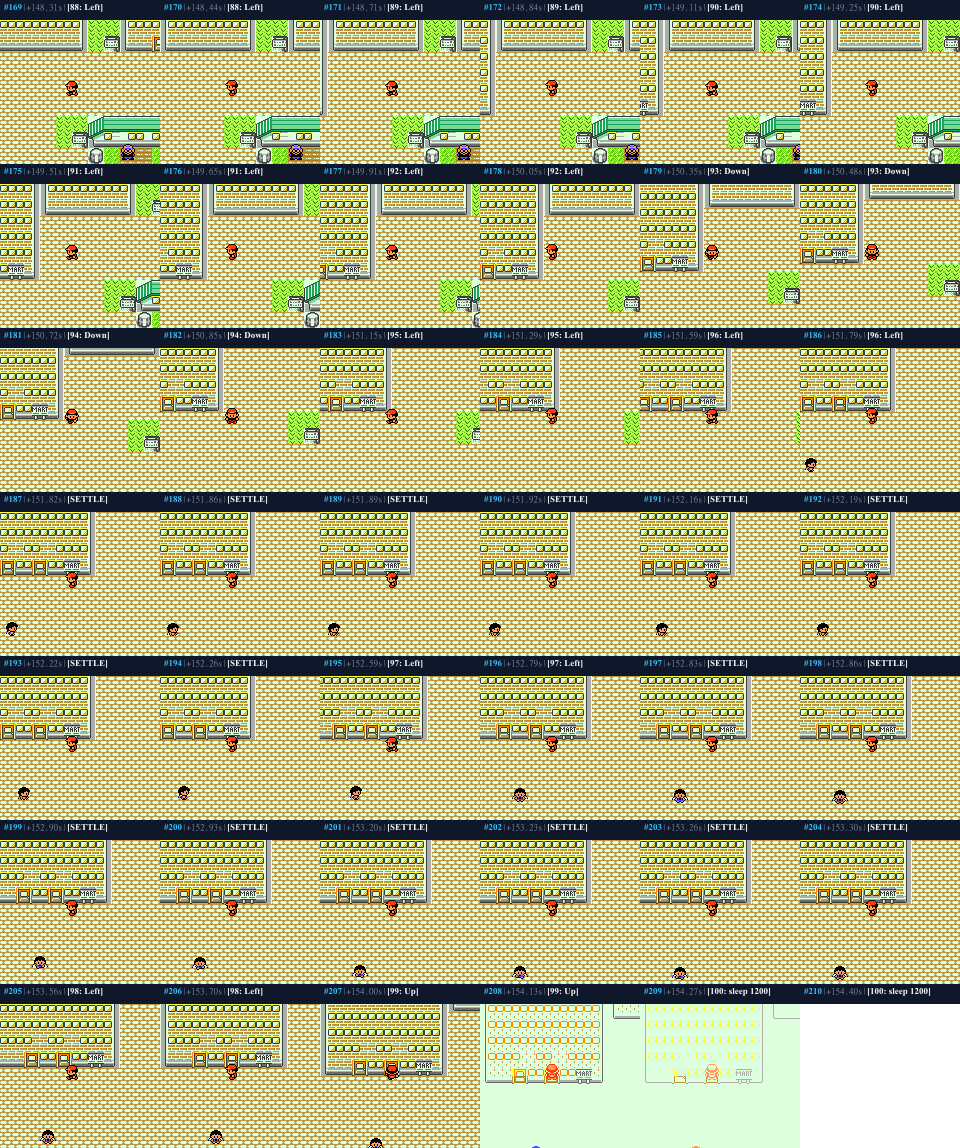 #169|+148.31s|[88: Left]
#170|+148.44s|[88: Left]
#171|+148.71s|[89: Left]
#172|+148.84s|[89: Left]
#173|+149.11s|[90: Left]
#174|+149.25s|[90: Left]
MART
#175|+149.51s|[91: Left]
#176|+149.65s|[91: Left]
#177|+149.91s|[92: Left]
#178|+150.05s|[92: Left]
#179|+150.35s|[93: Down]
#180|+150.48s|[93: Down]
MART
MART
MART
MART
MART
MART
#181|+150.72s|[94: Down]
#182|+150.85s|[94: Down]
#183|+151.15s|[95: Left]
#184|+151.29s|[95: Left]
#185|+151.59s|[96: Left]
#186|+151.79s|[96: Left]
MART
MART
MART
MART
MART
MART
#187|+151.82s|[SETTLE]
#188|+151.86s|[SETTLE]
#189|+151.89s|[SETTLE]
#190|+151.92s|[SETTLE]
#191|+152.16s|[SETTLE]
#192|+152.19s|[SETTLE]
MART
MART
MART
MART
MART
MART
#193|+152.22s|[SETTLE]
#194|+152.26s|[SETTLE]
#195|+152.59s|[97: Left]
#196|+152.79s|[97: Left]
#197|+152.83s|[SETTLE]
#198|+152.86s|[SETTLE]
MART
MART
MART
MART
MART
MART
#199|+152.90s|[SETTLE]
#200|+152.93s|[SETTLE]
#201|+153.20s|[SETTLE]
#202|+153.23s|[SETTLE]
#203|+153.26s|[SETTLE]
#204|+153.30s|[SETTLE]
MART
MART
MART
MART
MART
MART
#205|+153.56s|[98: Left]
#206|+153.70s|[98: Left]
#207|+154.00s|[99: Up]
#208|+154.13s|[99: Up]
#209|+154.27s|[100: sleep 1200]
#210|+154.40s|[100: sleep 1200]
MART
MART
MART
MART
MART